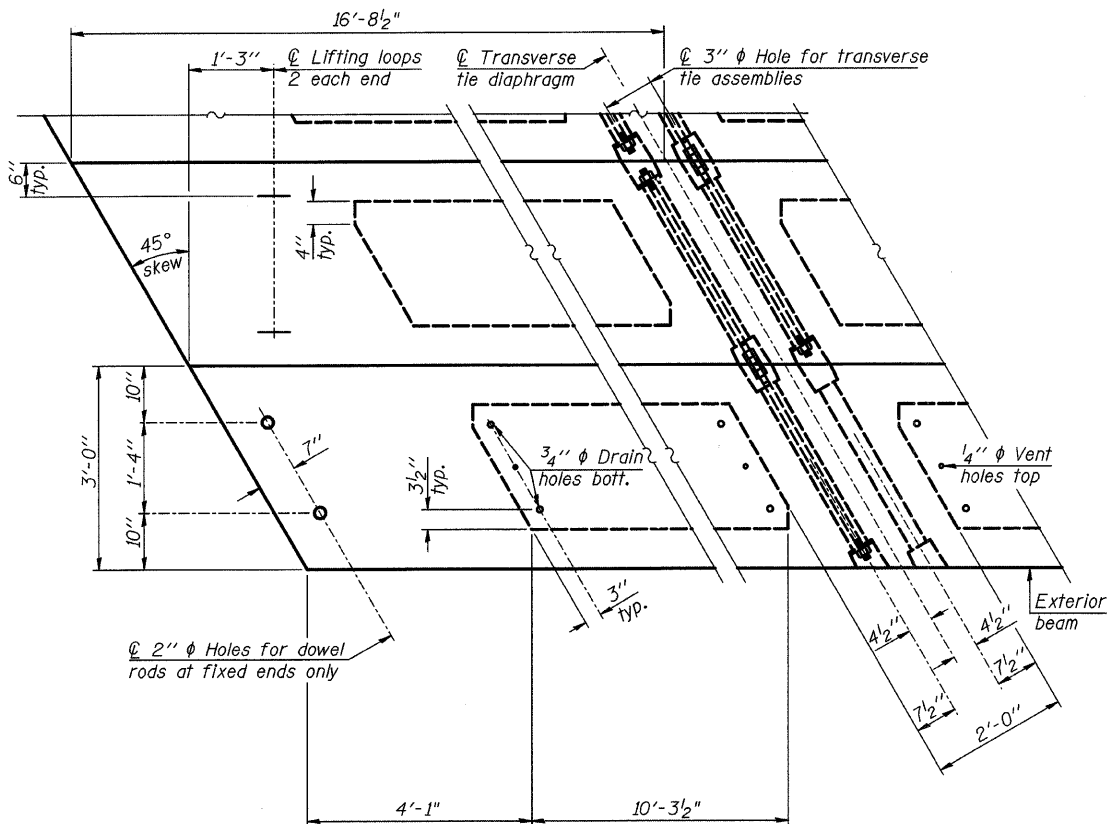 16'-8½"
1'-3"
℄ Lifting loops
2 each end
℄ Transverse
tie diaphragm
℄ 3" ϕ Hole for transverse
tie assemblies
6"
typ.
45°
skew
4"
typ.
3'-0"
10"
1'-4"
10"
7"
3½"
typ.
¾" ϕ Drain
holes bott.
¼" ϕ Vent
holes top
3"
typ.
℄ 2" ϕ Holes for dowel
rods at fixed ends only
Exterior
beam
4½"
7½"
4½"
7½"
2'-0"
4'-1"
10'-3½"